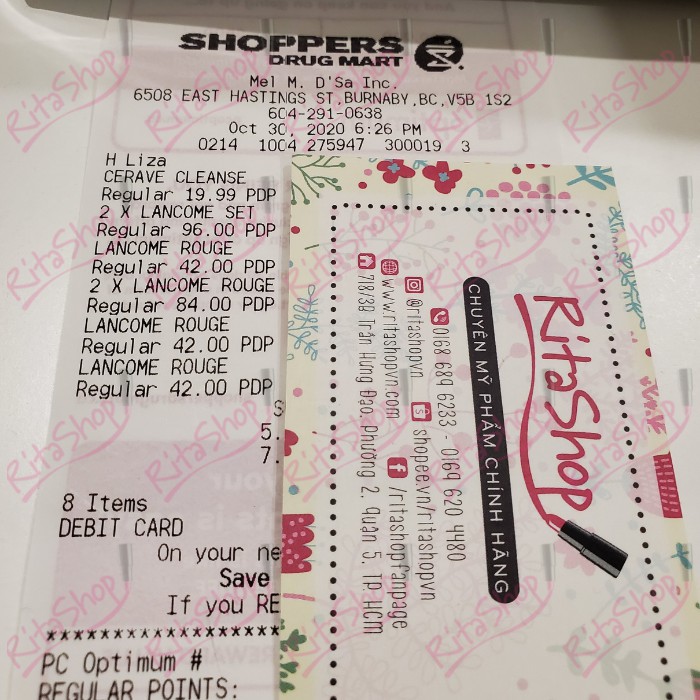 SHOPPERS
DRUG MART
Mel M. D'Sa Inc.
6508 EAST HASTINGS ST,BURNABY,BC,V5B 1S2
604-291-0638
Oct 30, 2020 6:26 PM
0214 1004 275947 300019 3
H Liza
CERAVE CLEANSE
Regular 19.99 PDP
2 X LANCOME SET
Regular 96.00 PDP
LANCOME ROUGE
Regular 42.00 PDP
2 X LANCOME ROUGE
Regular 84.00 PDP
LANCOME ROUGE
Regular 42.00 PDP
LANCOME ROUGE
Regular 42.00 PDP
S
5.
7.
8 Items
DEBIT CARD
On your ne
Save
If you RE
********************
PC Optimum #
REGULAR POINTS:
RitaShop
CHUYÊN MỸ PHẨM CHÍNH HÃNG
0168 689 6233 - 0169 620 4480
@ritashopvn shopee.vn/ritashopvn
www.ritashopvn.com /ritashopfanpage
718/3B Trần Hưng Đạo, phường 2, quận 5, TP HCM